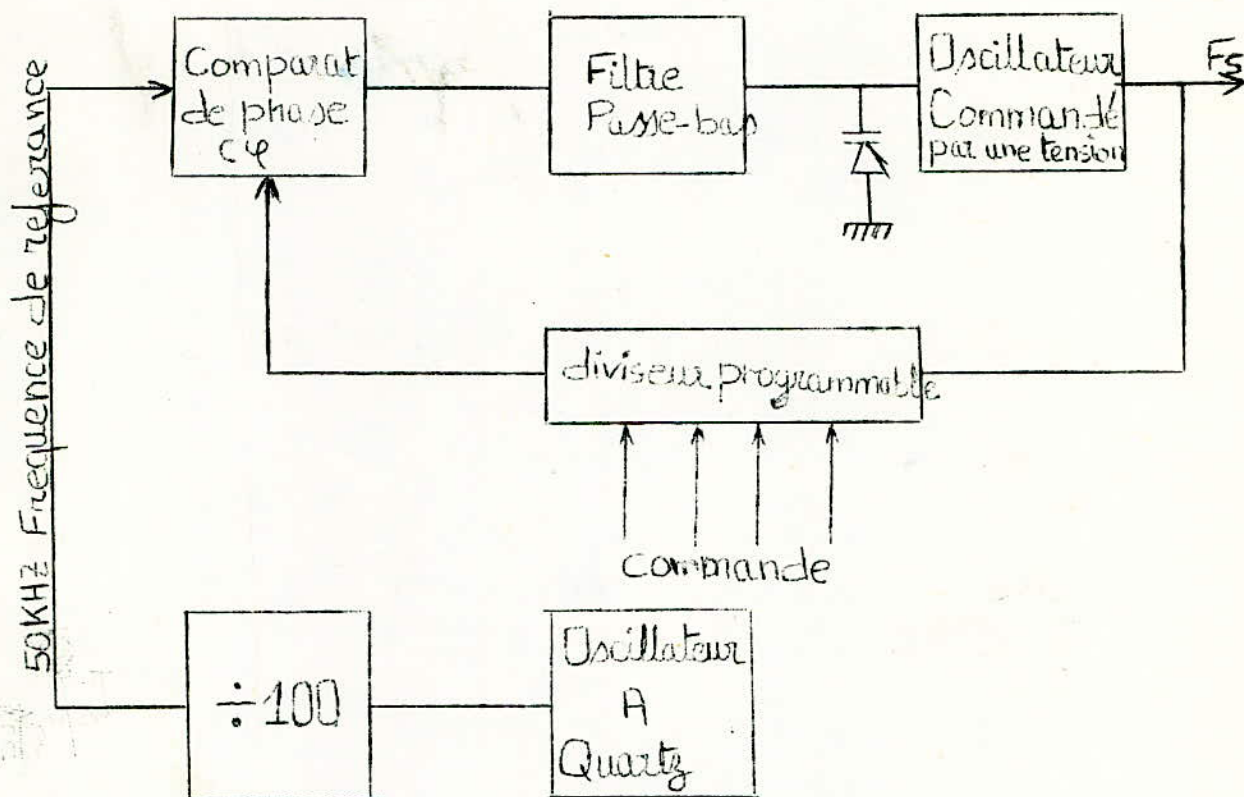 Comparat
de phase
cφ
Filtre
Passe-bas
Oscillateur
Commandé
par une tension
Fs
50KHZ Frequence de referance
diviseur programmable
commande
÷100
Oscillateur
A
Quartz